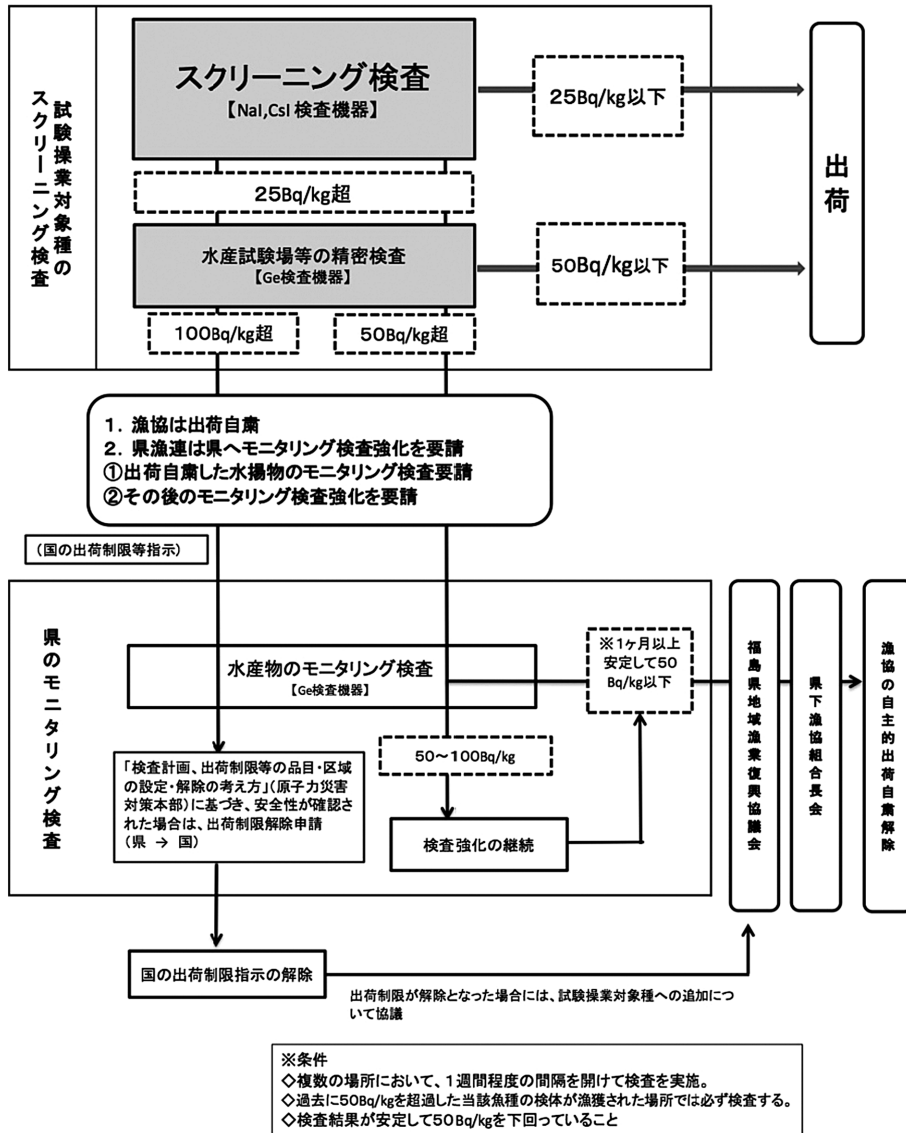 試験操業対象種の
スクリーニング検査
スクリーニング検査
【NaI,CsI 検査機器】
25Bq/kg以下
25Bq/kg超
水産試験場等の精密検査
【Ge検査機器】
50Bq/kg以下
100Bq/kg超
50Bq/kg超
出荷
1. 漁協は出荷自粛
2. 県漁連は県へモニタリング検査強化を要請
①出荷自粛した水揚物のモニタリング検査要請
②その後のモニタリング検査強化を要請
(国の出荷制限等指示)
県のモニタリング検査
水産物のモニタリング検査
【Ge検査機器】
※1ヶ月以上
安定して50
Bq/kg以下
50~100Bq/kg
検査強化の継続
「検査計画、出荷制限等の品目・区域
の設定・解除の考え方」(原子力災害
対策本部)に基づき、安全性が確認さ
れた場合は、出荷制限解除申請
(県 → 国)
福島県地域漁業復興協議会
県下漁協組合長会
漁協の自主的出荷自粛解除
国の出荷制限指示の解除
出荷制限が解除となった場合には、試験操業対象種への追加につ
いて協議
※条件
◇複数の場所において、1週間程度の間隔を開けて検査を実施。
◇過去に50Bq/kgを超過した当該魚種の検体が漁獲された場所では必ず検査する。
◇検査結果が安定して50Bq/kgを下回っていること